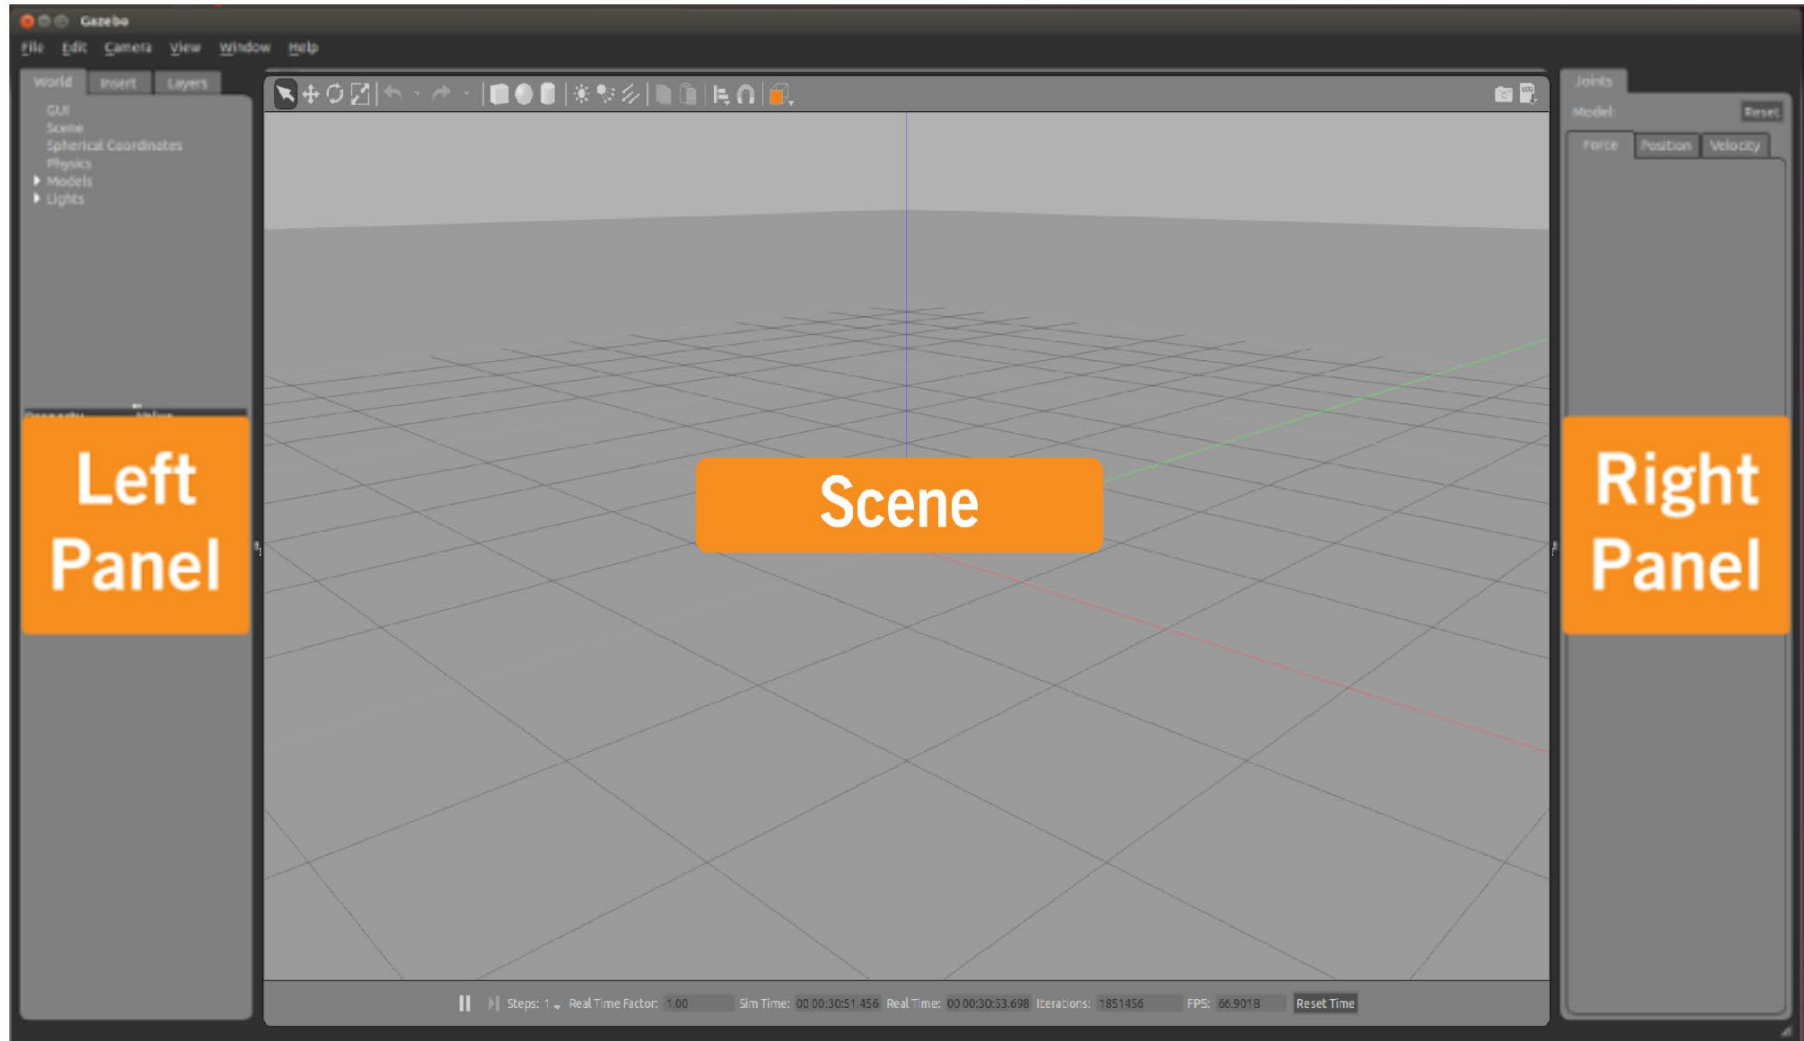 Gazebo
File Edit Camera View Window Help
World Insert Layers
GUI
Scene
Spherical Coordinates
Physics
Models
Lights
Property Value
Left
Panel
Scene
Joints
Model: Reset
Force Position Velocity
Right
Panel
Steps: 1 Real Time Factor: 1.00 Sim Time: 00 00:30:51.456 Real Time: 00 00:30:53.698 Iterations: 1851456 FPS: 66.9018 Reset Time